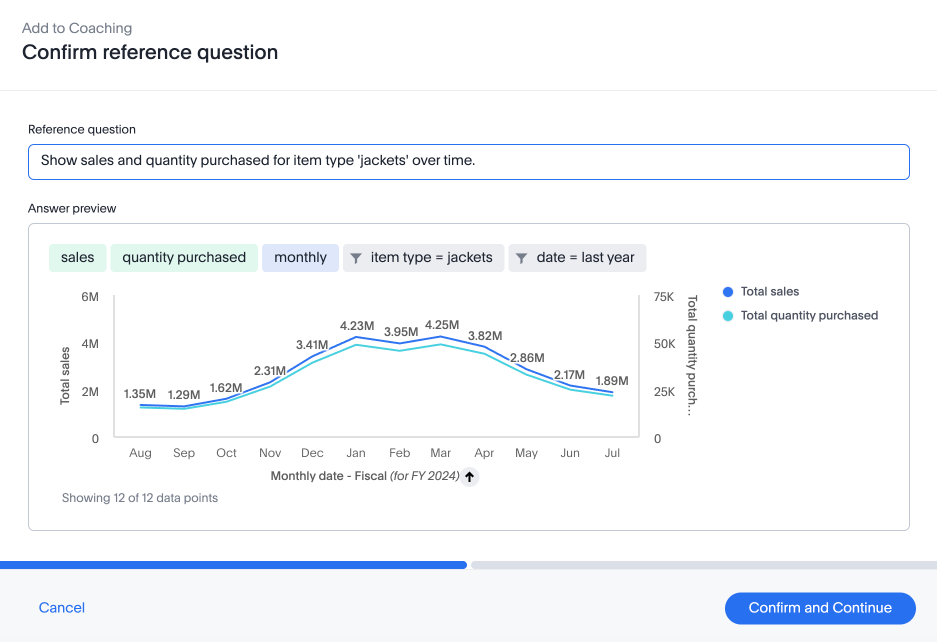 Add to Coaching
Confirm reference question
Reference question
Show sales and quantity purchased for item type 'jackets' over time.
Answer preview
sales quantity purchased monthly item type = jackets date = last year
Total sales
6M
4M
2M
0
1.35M 1.29M 1.62M 2.31M 3.41M 4.23M 3.95M 4.25M 3.82M 2.86M 2.17M 1.89M
75K
50K
25K
0
Total quantity purch...
Total sales
Total quantity purchased
Aug Sep Oct Nov Dec Jan Feb Mar Apr May Jun Jul
Monthly date - Fiscal (for FY 2024)
Showing 12 of 12 data points
Cancel
Confirm and Continue